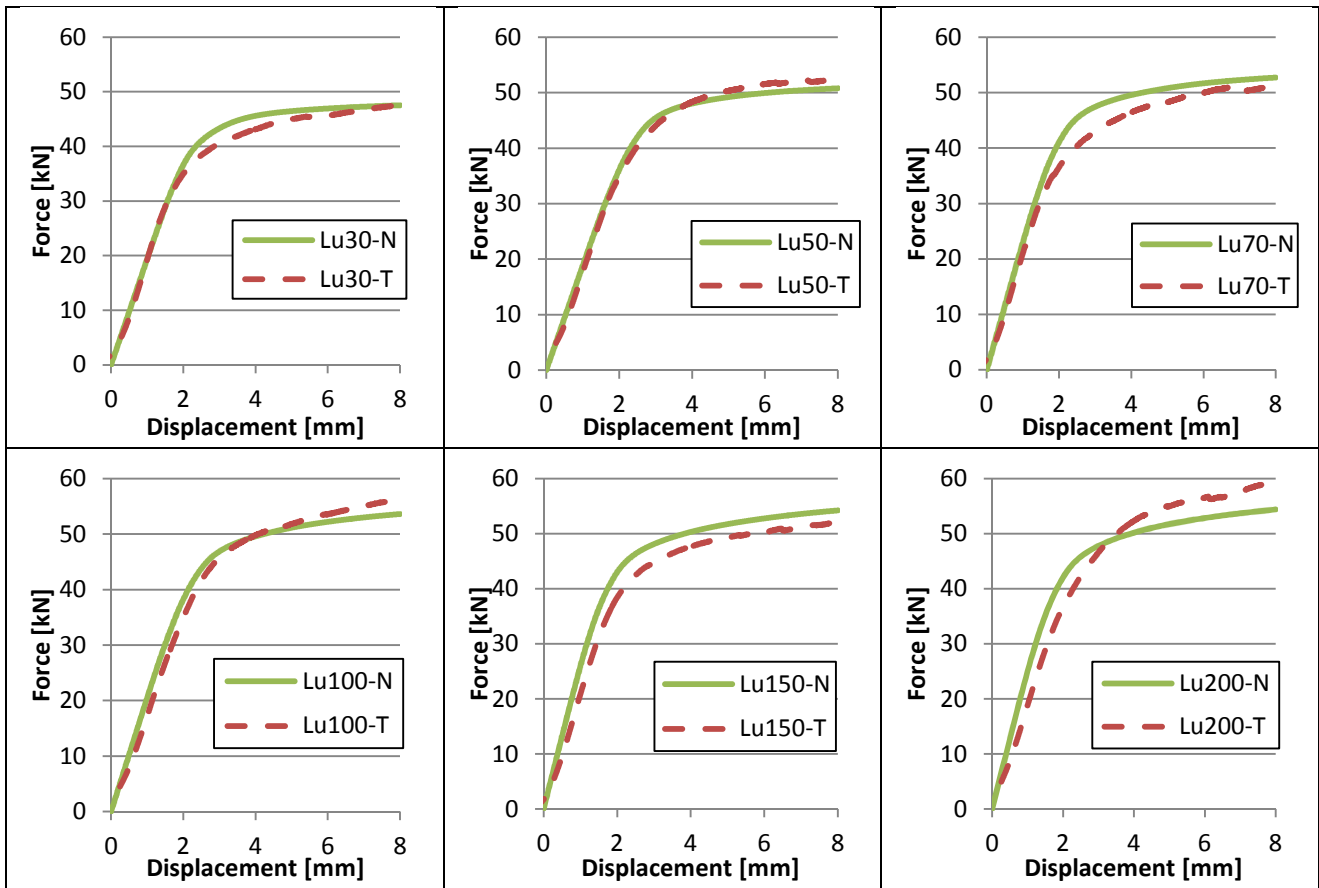 60
50
40
30
20
10
0
Force [kN]
Lu30-N
Lu30-T
0 2 4 6 8
Displacement [mm]
60
50
40
30
20
10
0
Force [kN]
Lu50-N
Lu50-T
0 2 4 6 8
Displacement [mm]
60
50
40
30
20
10
0
Force [kN]
Lu70-N
Lu70-T
0 2 4 6 8
Displacement [mm]
60
50
40
30
20
10
0
Force [kN]
Lu100-N
Lu100-T
0 2 4 6 8
Displacement [mm]
60
50
40
30
20
10
0
Force [kN]
Lu150-N
Lu150-T
0 2 4 6 8
Displacement [mm]
60
50
40
30
20
10
0
Force [kN]
Lu200-N
Lu200-T
0 2 4 6 8
Displacement [mm]